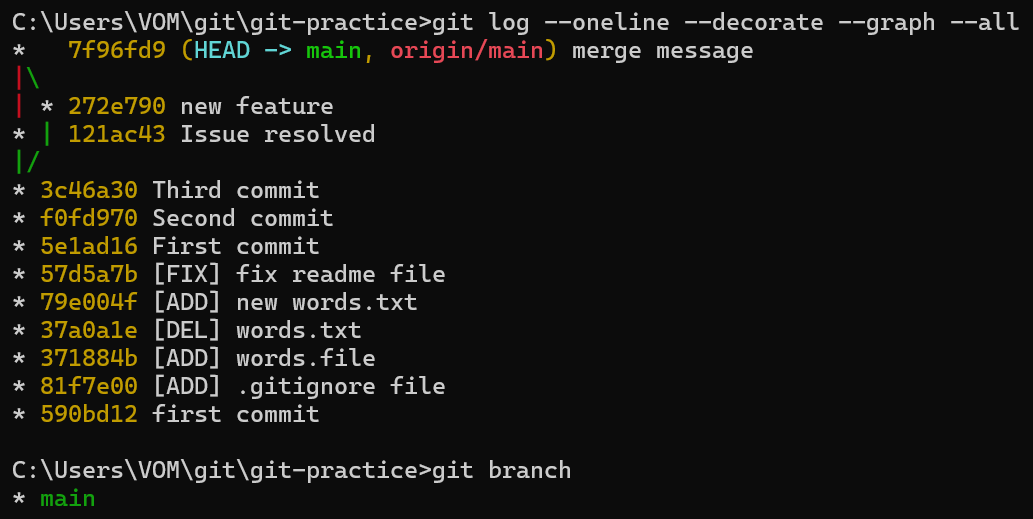 C:\Users\VOM\git\git-practice>git log --oneline --decorate --graph --all
*   7f96fd9 (HEAD -> main, origin/main) merge message
|\
| * 272e790 new feature
* | 121ac43 Issue resolved
|/
* 3c46a30 Third commit
* f0fd970 Second commit
* 5e1ad16 First commit
* 57d5a7b [FIX] fix readme file
* 79e004f [ADD] new words.txt
* 37a0a1e [DEL] words.txt
* 371884b [ADD] words.file
* 81f7e00 [ADD] .gitignore file
* 590bd12 first commit
C:\Users\VOM\git\git-practice>git branch
* main